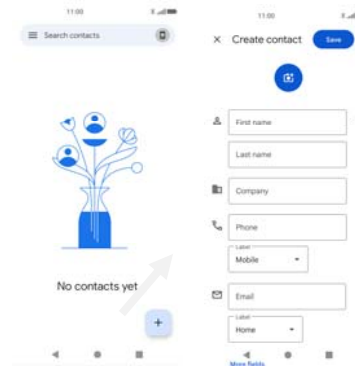 11:00
Search contacts
No contacts yet
+
11:00
Create contact
Save
First name
Last name
Company
Phone
Label
Mobile
Email
Label
Home
More fields